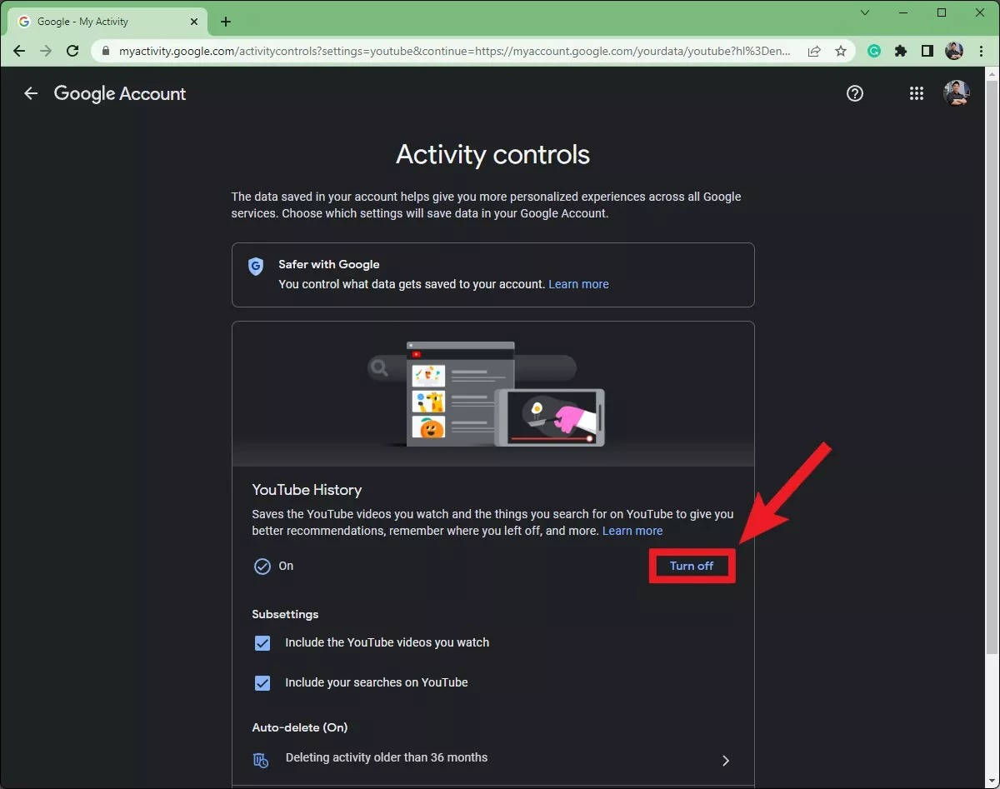 Google - My Activity
myactivity.google.com/activitycontrols?settings=youtube&continue=https://myaccount.google.com/yourdata/youtube?hl%3Den...
Google Account
Activity controls
The data saved in your account helps give you more personalized experiences across all Google
services. Choose which settings will save data in your Google Account.
Safer with Google
You control what data gets saved to your account. Learn more
YouTube History
Saves the YouTube videos you watch and the things you search for on YouTube to give you
better recommendations, remember where you left off, and more. Learn more
On
Turn off
Subsettings
Include the YouTube videos you watch
Include your searches on YouTube
Auto-delete (On)
Deleting activity older than 36 months